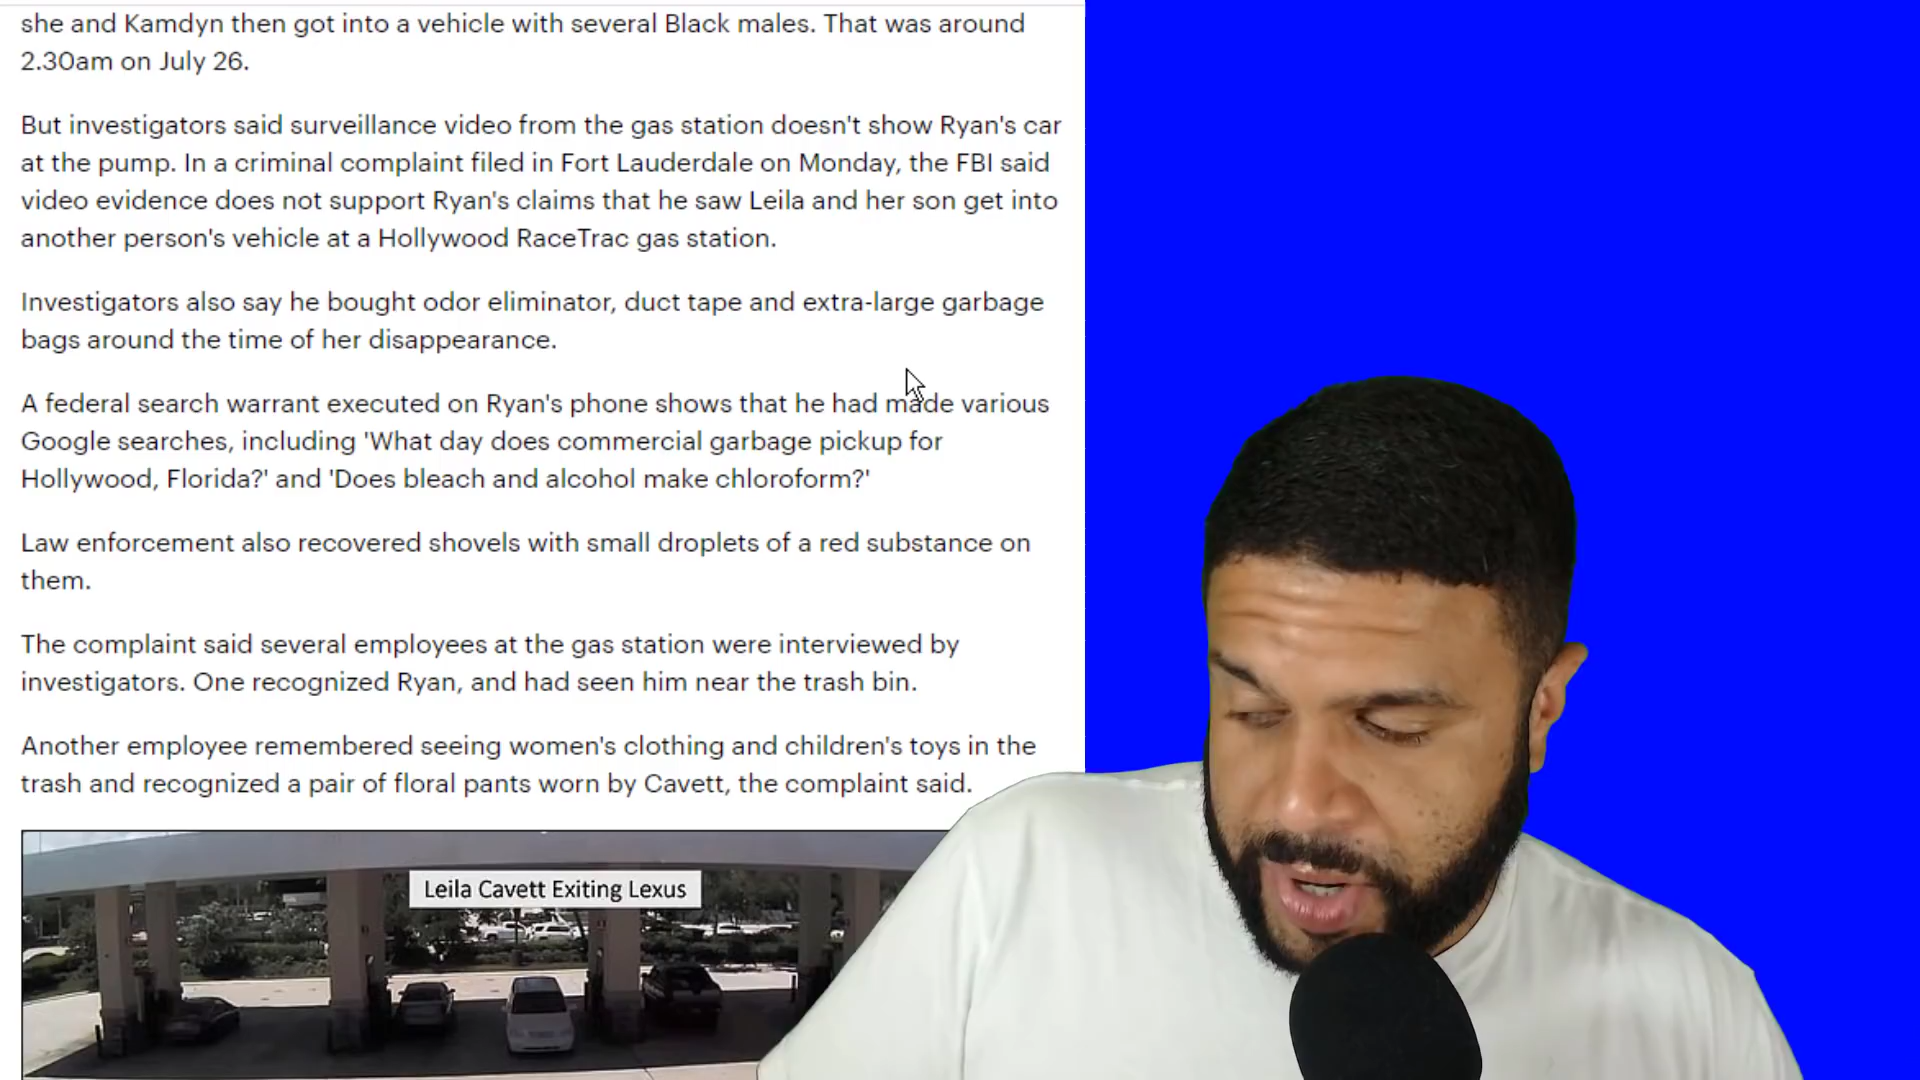 she and Kamdyn then got into a vehicle with several Black males. That was around
2.30am on July 26.
But investigators said surveillance video from the gas station doesn't show Ryan's car
at the pump. In a criminal complaint filed in Fort Lauderdale on Monday, the FBI said
video evidence does not support Ryan's claims that he saw Leila and her son get into
another person's vehicle at a Hollywood RaceTrac gas station.
Investigators also say he bought odor eliminator, duct tape and extra-large garbage
bags around the time of her disappearance.
A federal search warrant executed on Ryan's phone shows that he had made various
Google searches, including 'What day does commercial garbage pickup for
Hollywood, Florida?' and 'Does bleach and alcohol make chloroform?'
Law enforcement also recovered shovels with small droplets of a red substance on
them.
The complaint said several employees at the gas station were interviewed by
investigators. One recognized Ryan, and had seen him near the trash bin.
Another employee remembered seeing women's clothing and children's toys in the
trash and recognized a pair of floral pants worn by Cavett, the complaint said.
Leila Cavett Exiting Lexus